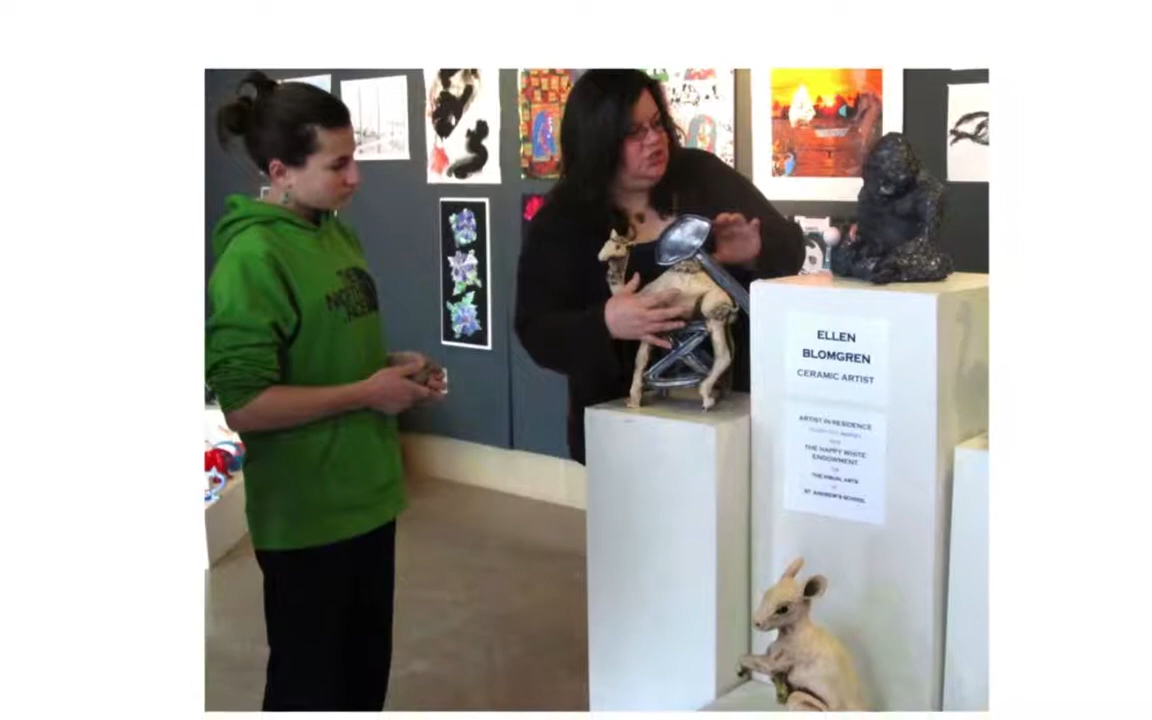 THE
NORTH
FACE
ELLEN
BLOMGREN
CERAMIC ARTIST
ARTIST IN RESIDENCE
THE HAPPY WHITE
ENDOWMENT
THE VISUAL ARTS
ST. ANDREW'S SCHOOL